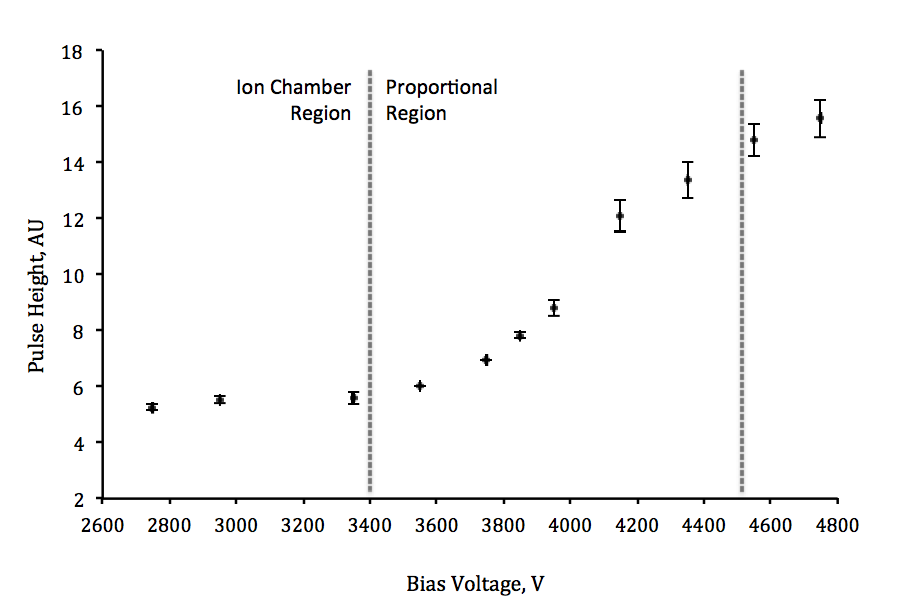 18
Ion Chamber
Region
Proportional
Region
16
14
12
10
8
6
4
2
Pulse Height, AU
2600 2800 3000 3200 3400 3600 3800 4000 4200 4400 4600 4800
Bias Voltage, V